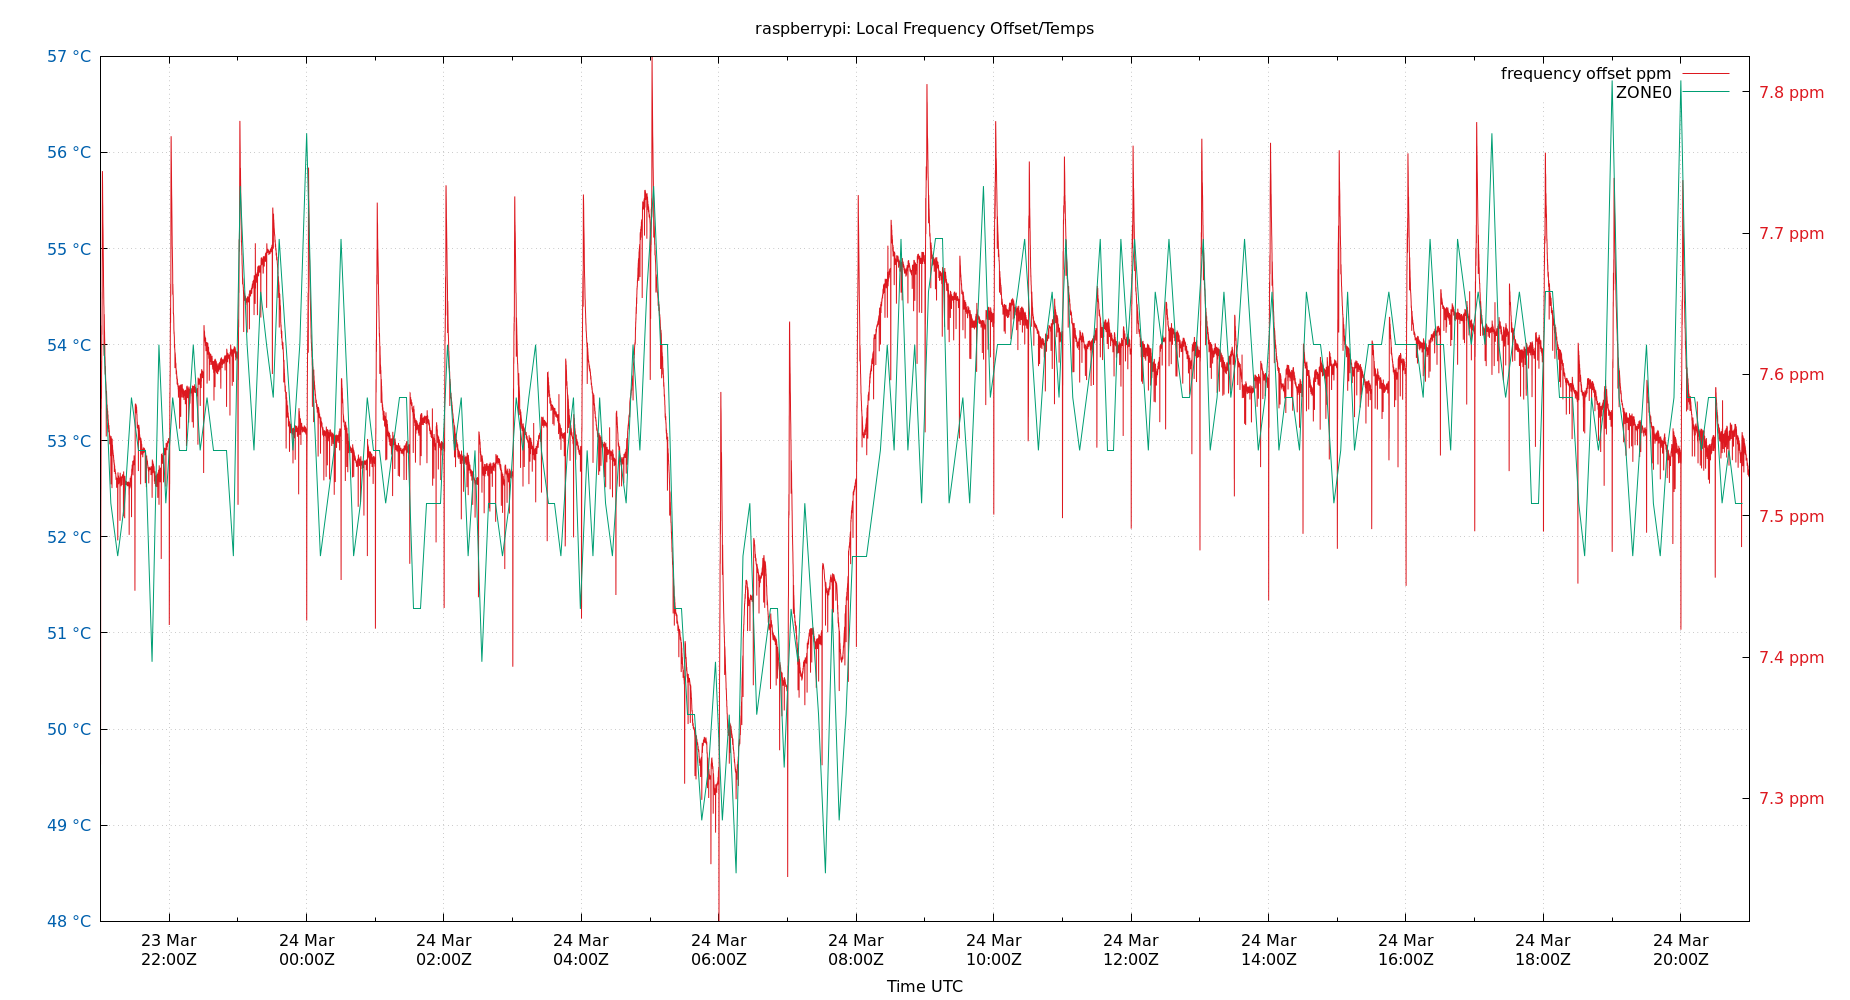 raspberrypi: Local Frequency Offset/Temps
57 °C
56 °C
55 °C
54 °C
53 °C
52 °C
51 °C
50 °C
49 °C
48 °C
frequency offset ppm
ZONE0
7.8 ppm
7.7 ppm
7.6 ppm
7.5 ppm
7.4 ppm
7.3 ppm
23 Mar 24 Mar 24 Mar 24 Mar 24 Mar 24 Mar 24 Mar 24 Mar 24 Mar 24 Mar 24 Mar 24 Mar
22:00Z 00:00Z 02:00Z 04:00Z 06:00Z 08:00Z 10:00Z 12:00Z 14:00Z 16:00Z 18:00Z 20:00Z
Time UTC